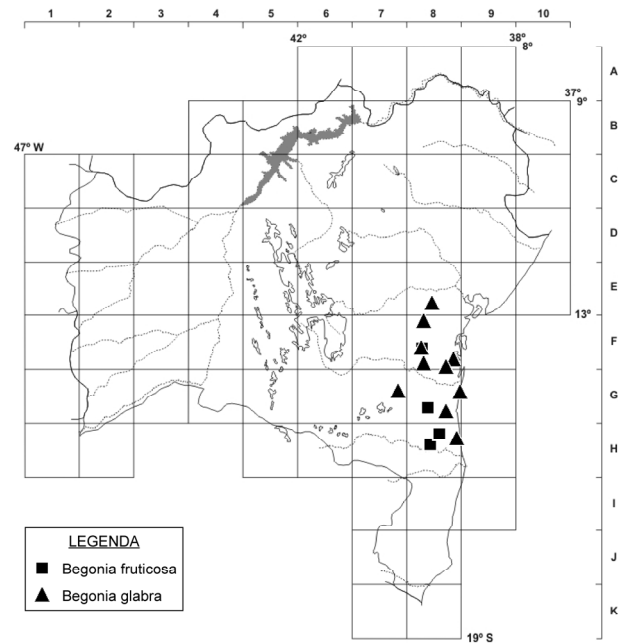 1 2 3 4 5 6 7 8 9 10
42º 38º
8º
A
37º
9º
B
47º W
C
D
E
13º
F
G
H
I
J
K
19º S
LEGENDA
Begonia fruticosa
Begonia glabra